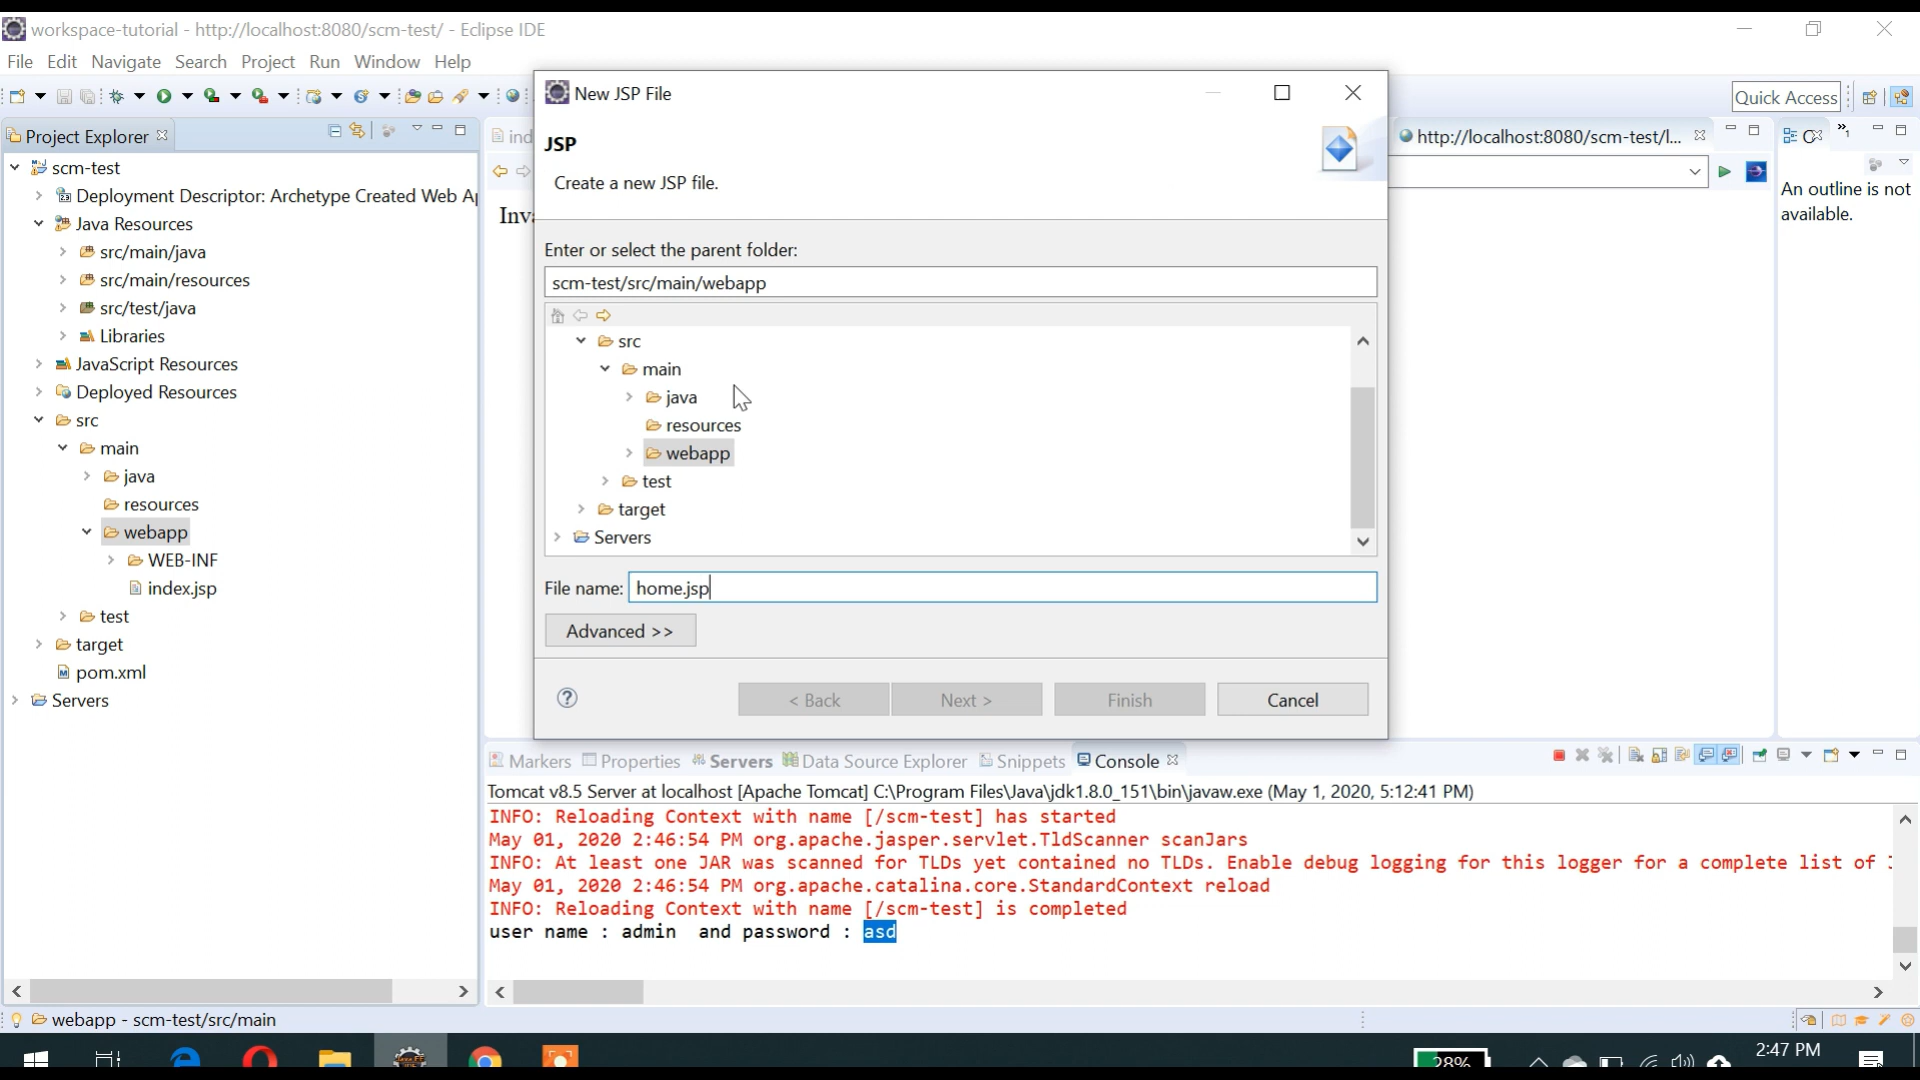 workspace-tutorial - http://localhost:8080/scm-test/ - Eclipse IDE
File Edit Navigate Search Project Run Window Help
Quick Access
Project Explorer
scm-test
Deployment Descriptor: Archetype Created Web Ap
Java Resources
src/main/java
src/main/resources
src/test/java
Libraries
JavaScript Resources
Deployed Resources
src
main
java
resources
webapp
WEB-INF
index.jsp
test
target
pom.xml
Servers
ind
Inva
New JSP File
JSP
Create a new JSP file.
Enter or select the parent folder:
scm-test/src/main/webapp
src
main
java
resources
webapp
test
target
Servers
File name: home.jsp
Advanced >>
< Back Next > Finish Cancel
http://localhost:8080/scm-test/l...
An outline is not
available.
Markers Properties Servers Data Source Explorer Snippets Console
Tomcat v8.5 Server at localhost [Apache Tomcat] C:\Program Files\Java\jdk1.8.0_151\bin\javaw.exe (May 1, 2020, 5:12:41 PM)
INFO: Reloading Context with name [/scm-test] has started
May 01, 2020 2:46:54 PM org.apache.jasper.servlet.TldScanner scanJars
INFO: At least one JAR was scanned for TLDs yet contained no TLDs. Enable debug logging for this logger for a complete list of
May 01, 2020 2:46:54 PM org.apache.catalina.core.StandardContext reload
INFO: Reloading Context with name [/scm-test] is completed
user name : admin and password : asd
webapp - scm-test/src/main
28%
2:47 PM